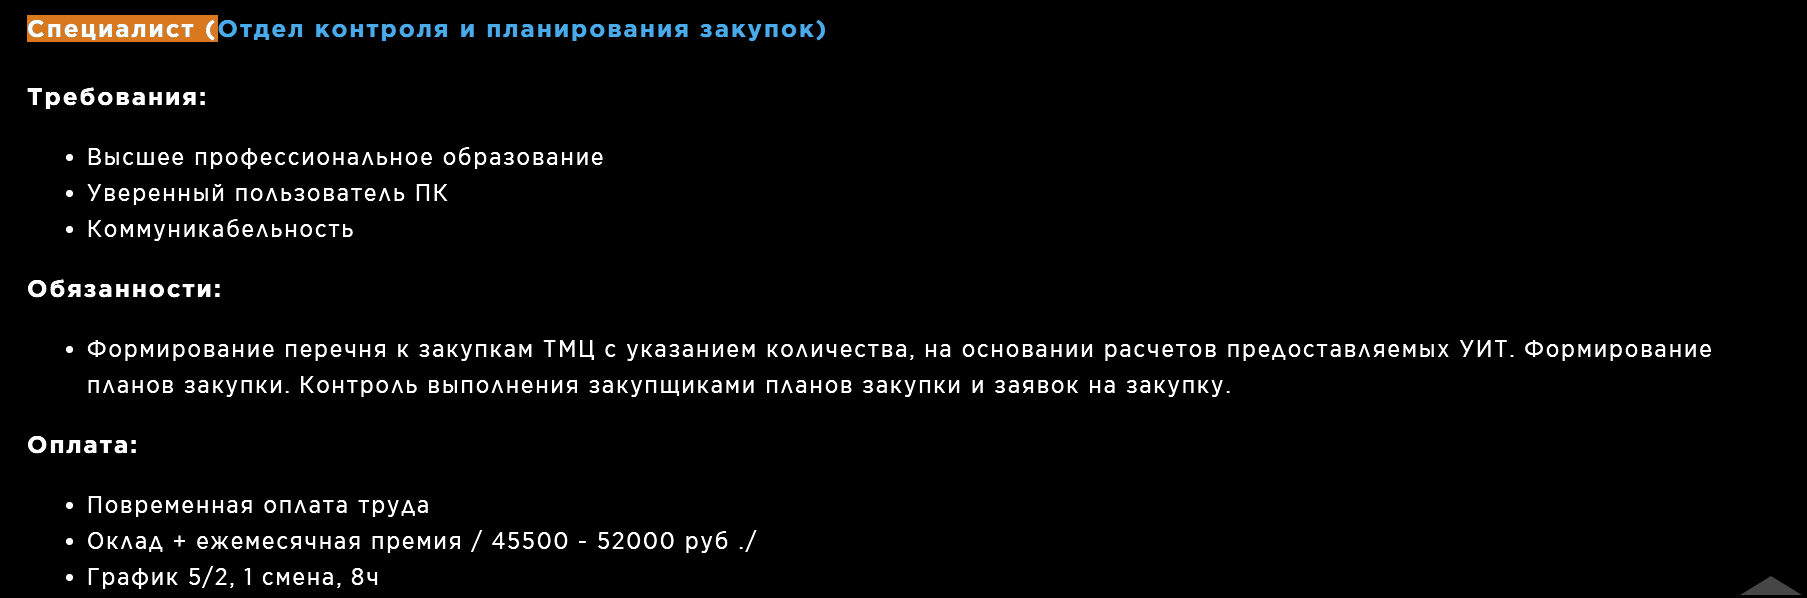 Специалист (Отдел контроля и планирования закупок)
Требования:
• Высшее профессиональное образование
• Уверенный пользователь ПК
• Коммуникабельность
Обязанности:
• Формирование перечня к закупкам ТМЦ с указанием количества, на основании расчетов предоставляемых УИТ. Формирование
планов закупки. Контроль выполнения закупщиками планов закупки и заявок на закупку.
Оплата:
• Повременная оплата труда
• Оклад + ежемесячная премия / 45500 - 52000 руб ./
• График 5/2, 1 смена, 8ч